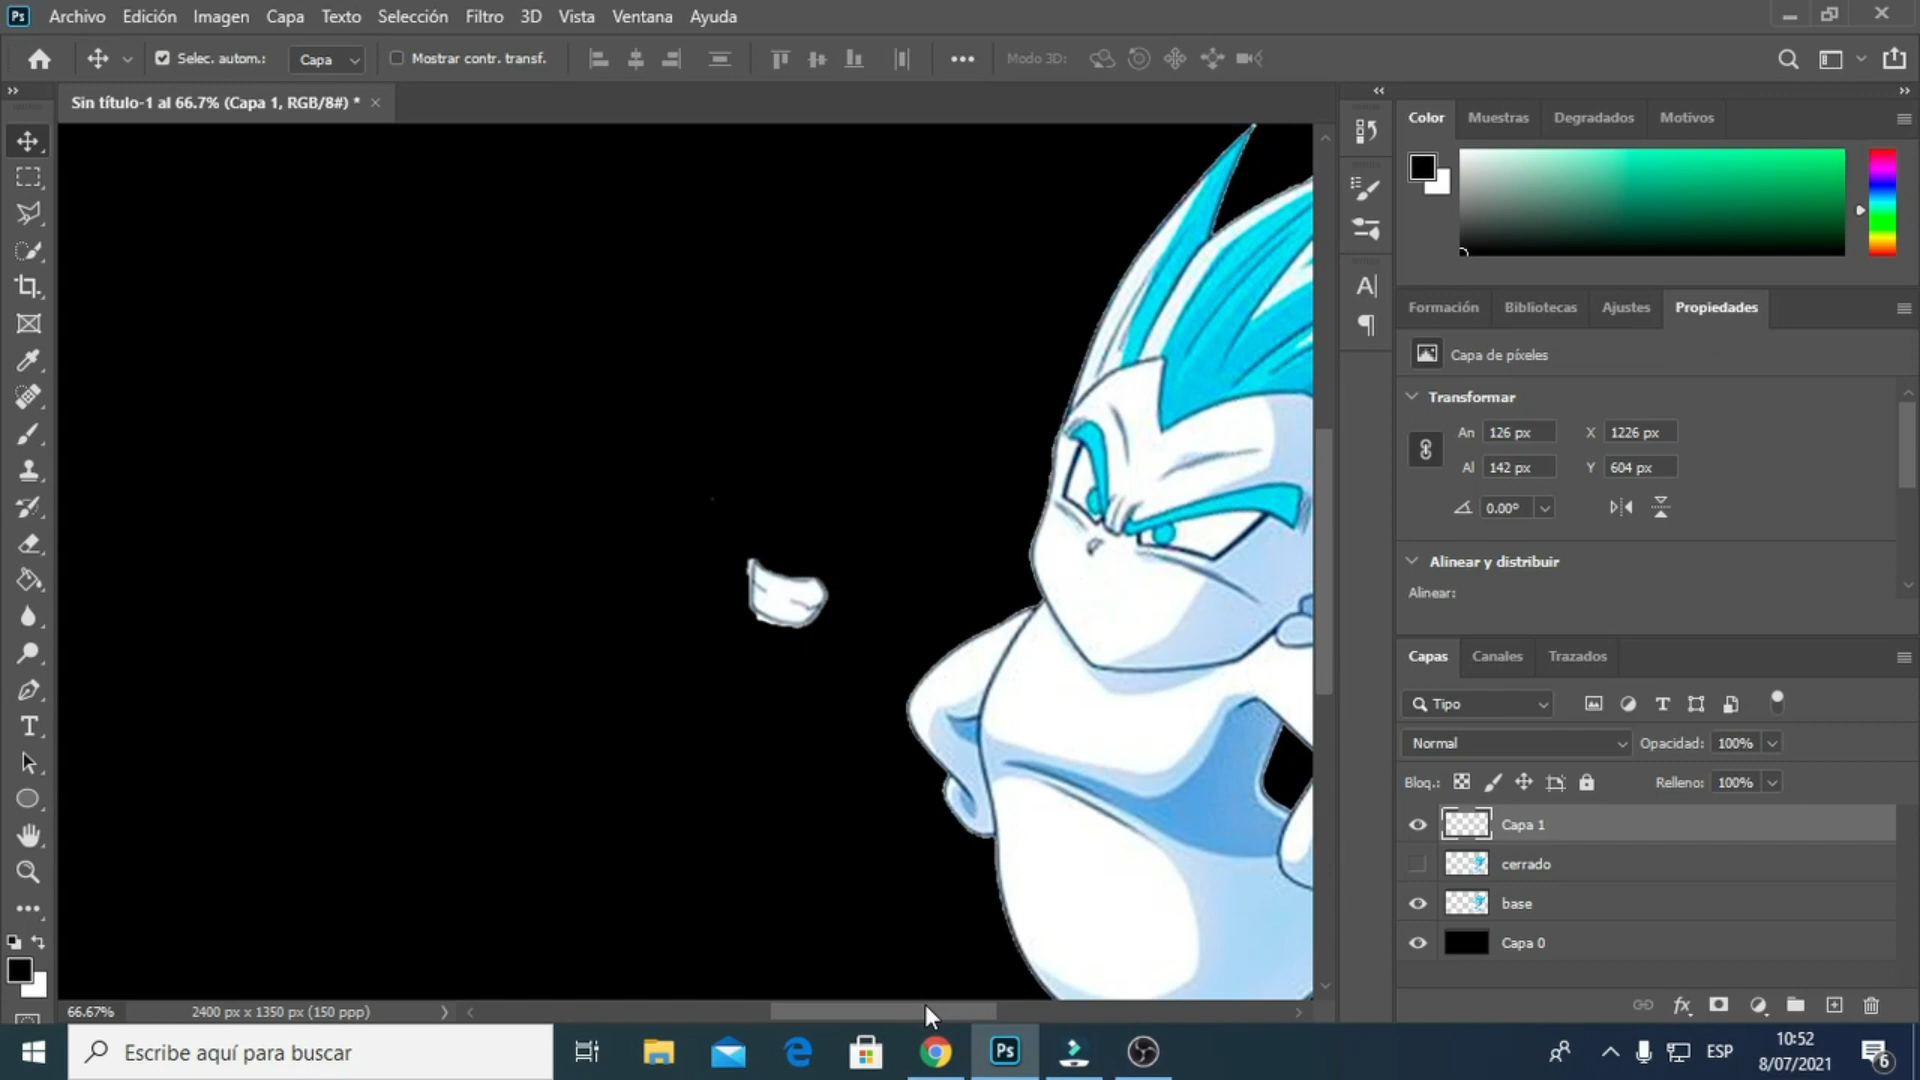 Ps Archivo Edición Imagen Capa Texto Selección Filtro 3D Vista Ventana Ayuda
Selec. autom.: Capa Mostrar contr. transf. ••• Modo 3D:
Sin título-1 al 66.7% (Capa 1, RGB/8#) *
Color Muestras Degradados Motivos
Formación Bibliotecas Ajustes Propiedades
Capa de píxeles
Transformar
An 126 px X 1226 px
Al 142 px Y 604 px
0.00°
Alinear y distribuir
Alinear:
Capas Canales Trazados
Tipo
Normal Opacidad: 100%
Bloq.: Relleno: 100%
Capa 1
cerrado
base
Capa 0
66.67% 2400 px x 1350 px (150 ppp)
Escribe aquí para buscar
Ps
ESP
10:52
8/07/2021
6